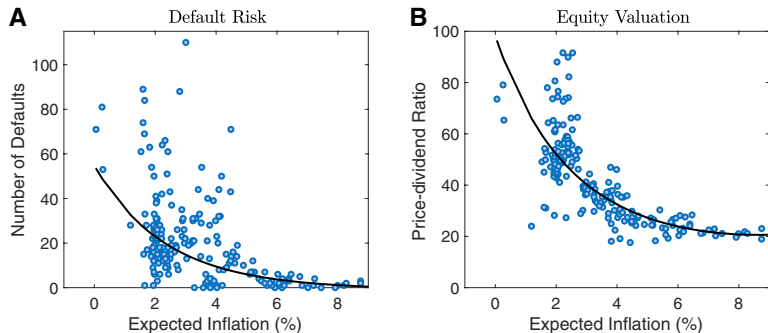 A
Default Risk
Number of Defaults
100
80
60
40
20
0
0
2
4
6
8
Expected Inflation (%)
B
Equity Valuation
Price-dividend Ratio
100
80
60
40
20
0
0
2
4
6
8
Expected Inflation (%)